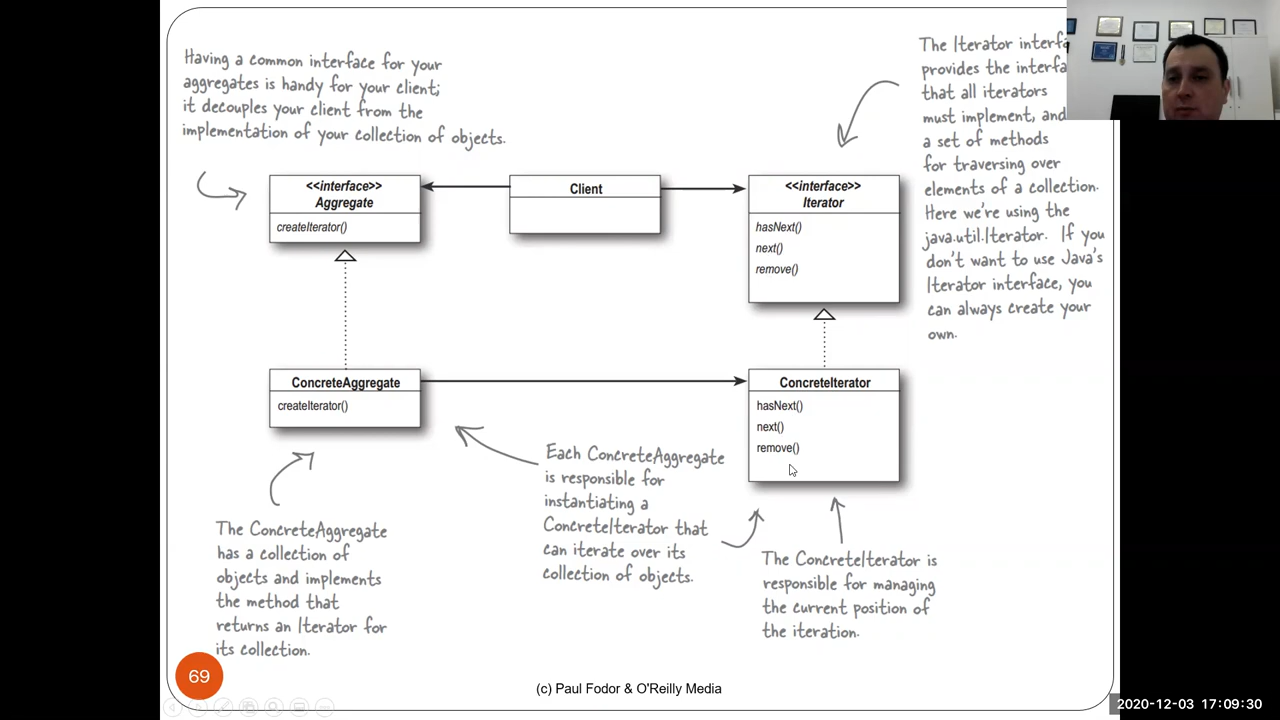 Having a common interface for your
aggregates is handy for your client;
it decouples your client from the
implementation of your collection of objects.
The Iterator
provides the
that all iterators
must implement, and
a set of methods
for traversing over
elements of a collection.
Here we're using the
java.util.Iterator. If you
don't want to use Java's
Iterator interface, you
can always create your
own.
<<interface>>
Aggregate
createIterator()
Client
<<interface>>
Iterator
hasNext()
next()
remove()
ConcreteAggregate
createIterator()
ConcreteIterator
hasNext()
next()
remove()
Each ConcreteAggregate
is responsible for
instantiating a
ConcreteIterator that
can iterate over its
collection of objects.
The ConcreteAggregate
has a collection of
objects and implements
the method that
returns an Iterator for
its collection.
The ConcreteIterator is
responsible for managing
the current position of
the iteration.
69
(c) Paul Fodor & O'Reilly Media
2020-12-03 17:09:30